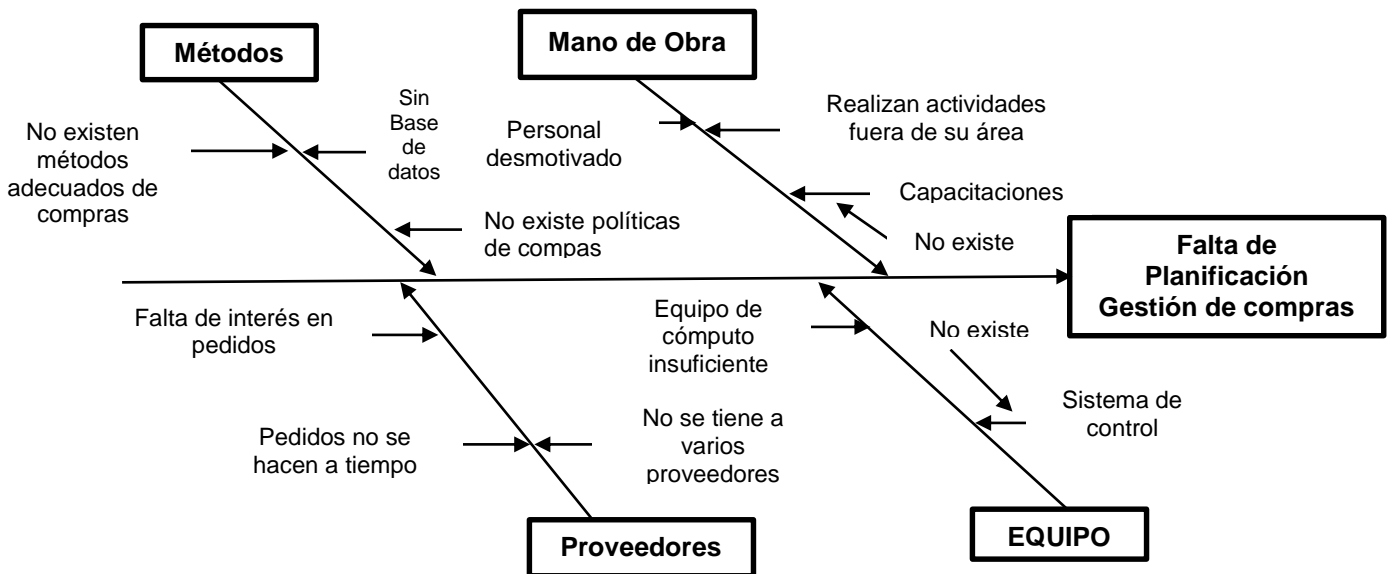 Métodos
Mano de Obra
No existen
métodos
adecuados de
compras
Sin
Base
de
datos
No existe políticas
de compas
Personal
desmotivado
Realizan actividades
fuera de su área
Capacitaciones
No existe
Falta de
Planificación
Gestión de compras
Falta de interés en
pedidos
Pedidos no se
hacen a tiempo
No se tiene a
varios
proveedores
Equipo de
cómputo
insuficiente
No existe
Sistema de
control
Proveedores
EQUIPO